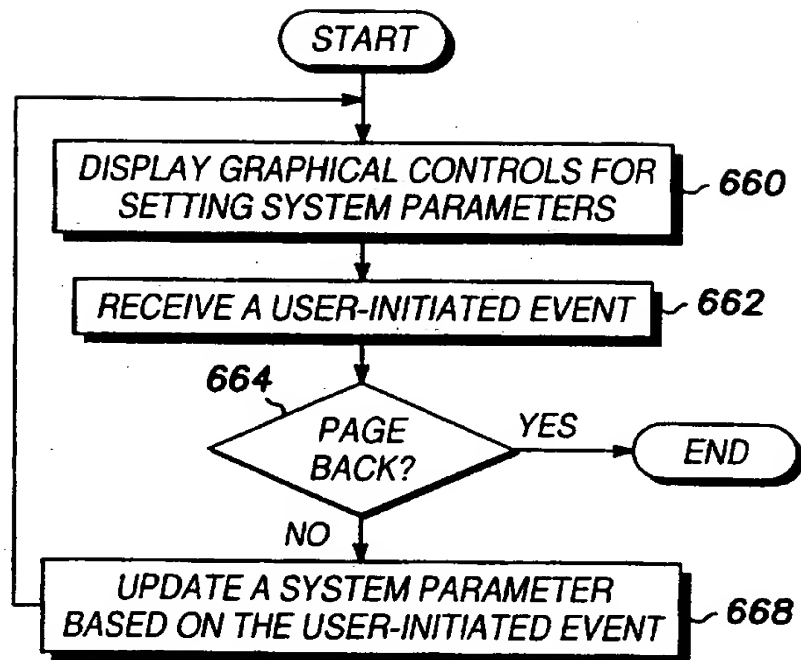 START
DISPLAY GRAPHICAL CONTROLS FOR
SETTING SYSTEM PARAMETERS
660
RECEIVE A USER-INITIATED EVENT
662
664
PAGE
BACK?
YES
END
NO
UPDATE A SYSTEM PARAMETER
BASED ON THE USER-INITIATED EVENT
668